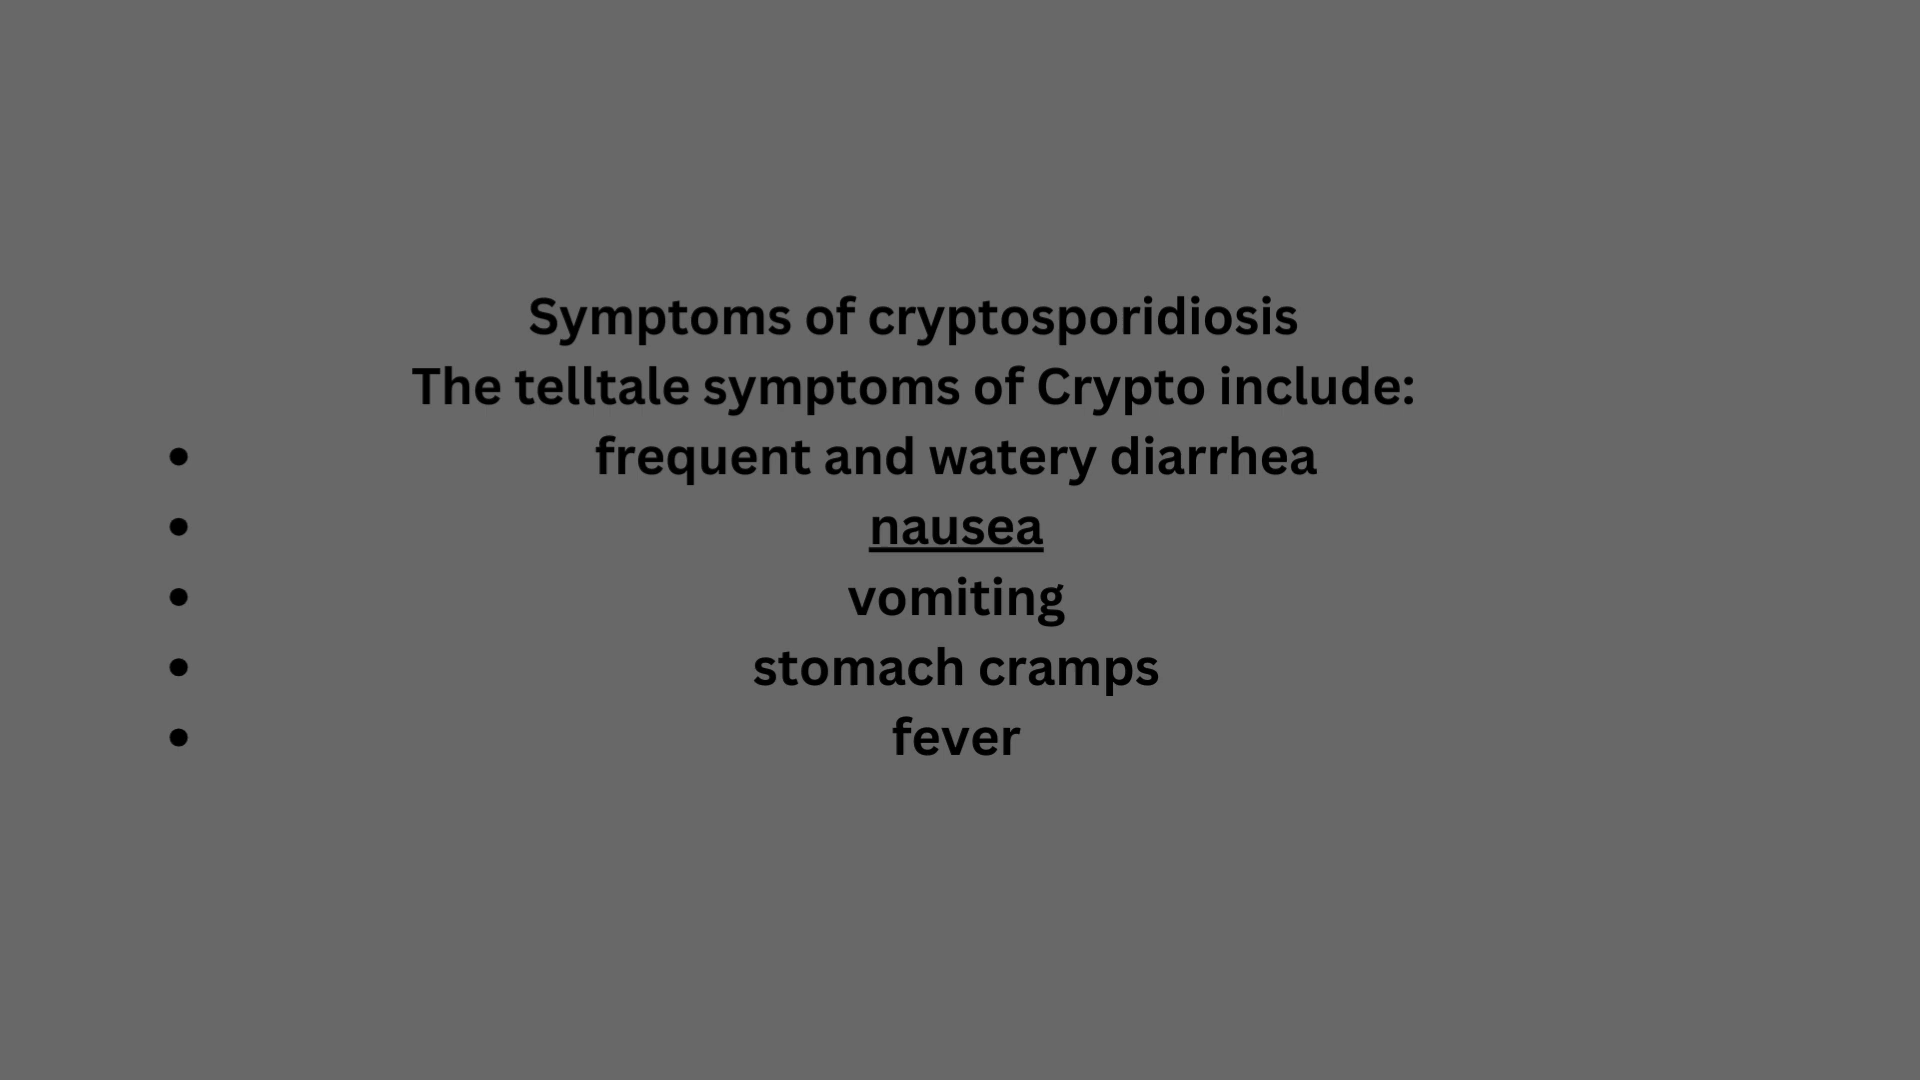 Symptoms of cryptosporidiosis
The telltale symptoms of Crypto include:
• frequent and watery diarrhea
• nausea
• vomiting
• stomach cramps
• fever